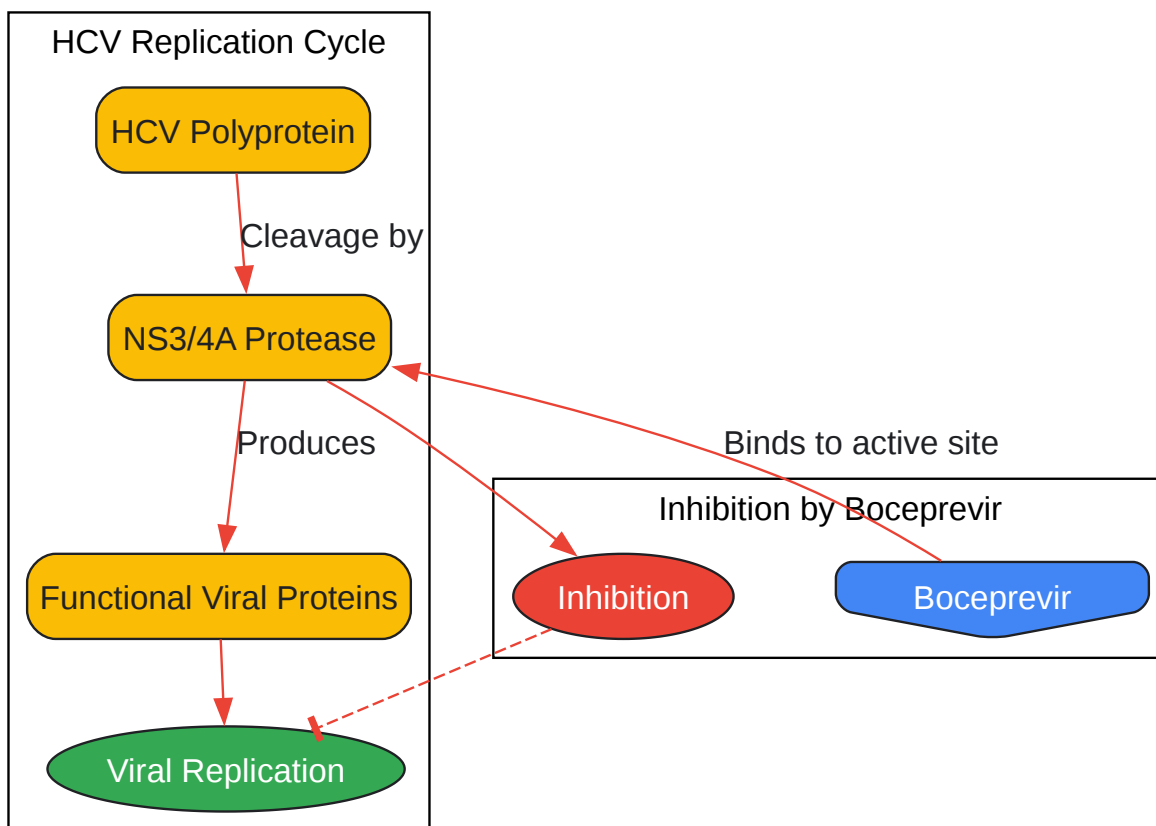 HCV Replication Cycle
HCV Polyprotein
Cleavage by
NS3/4A Protease
Produces
Binds to active site
Inhibition by Boceprevir
Functional Viral Proteins
Inhibition
Boceprevir
Viral Replication